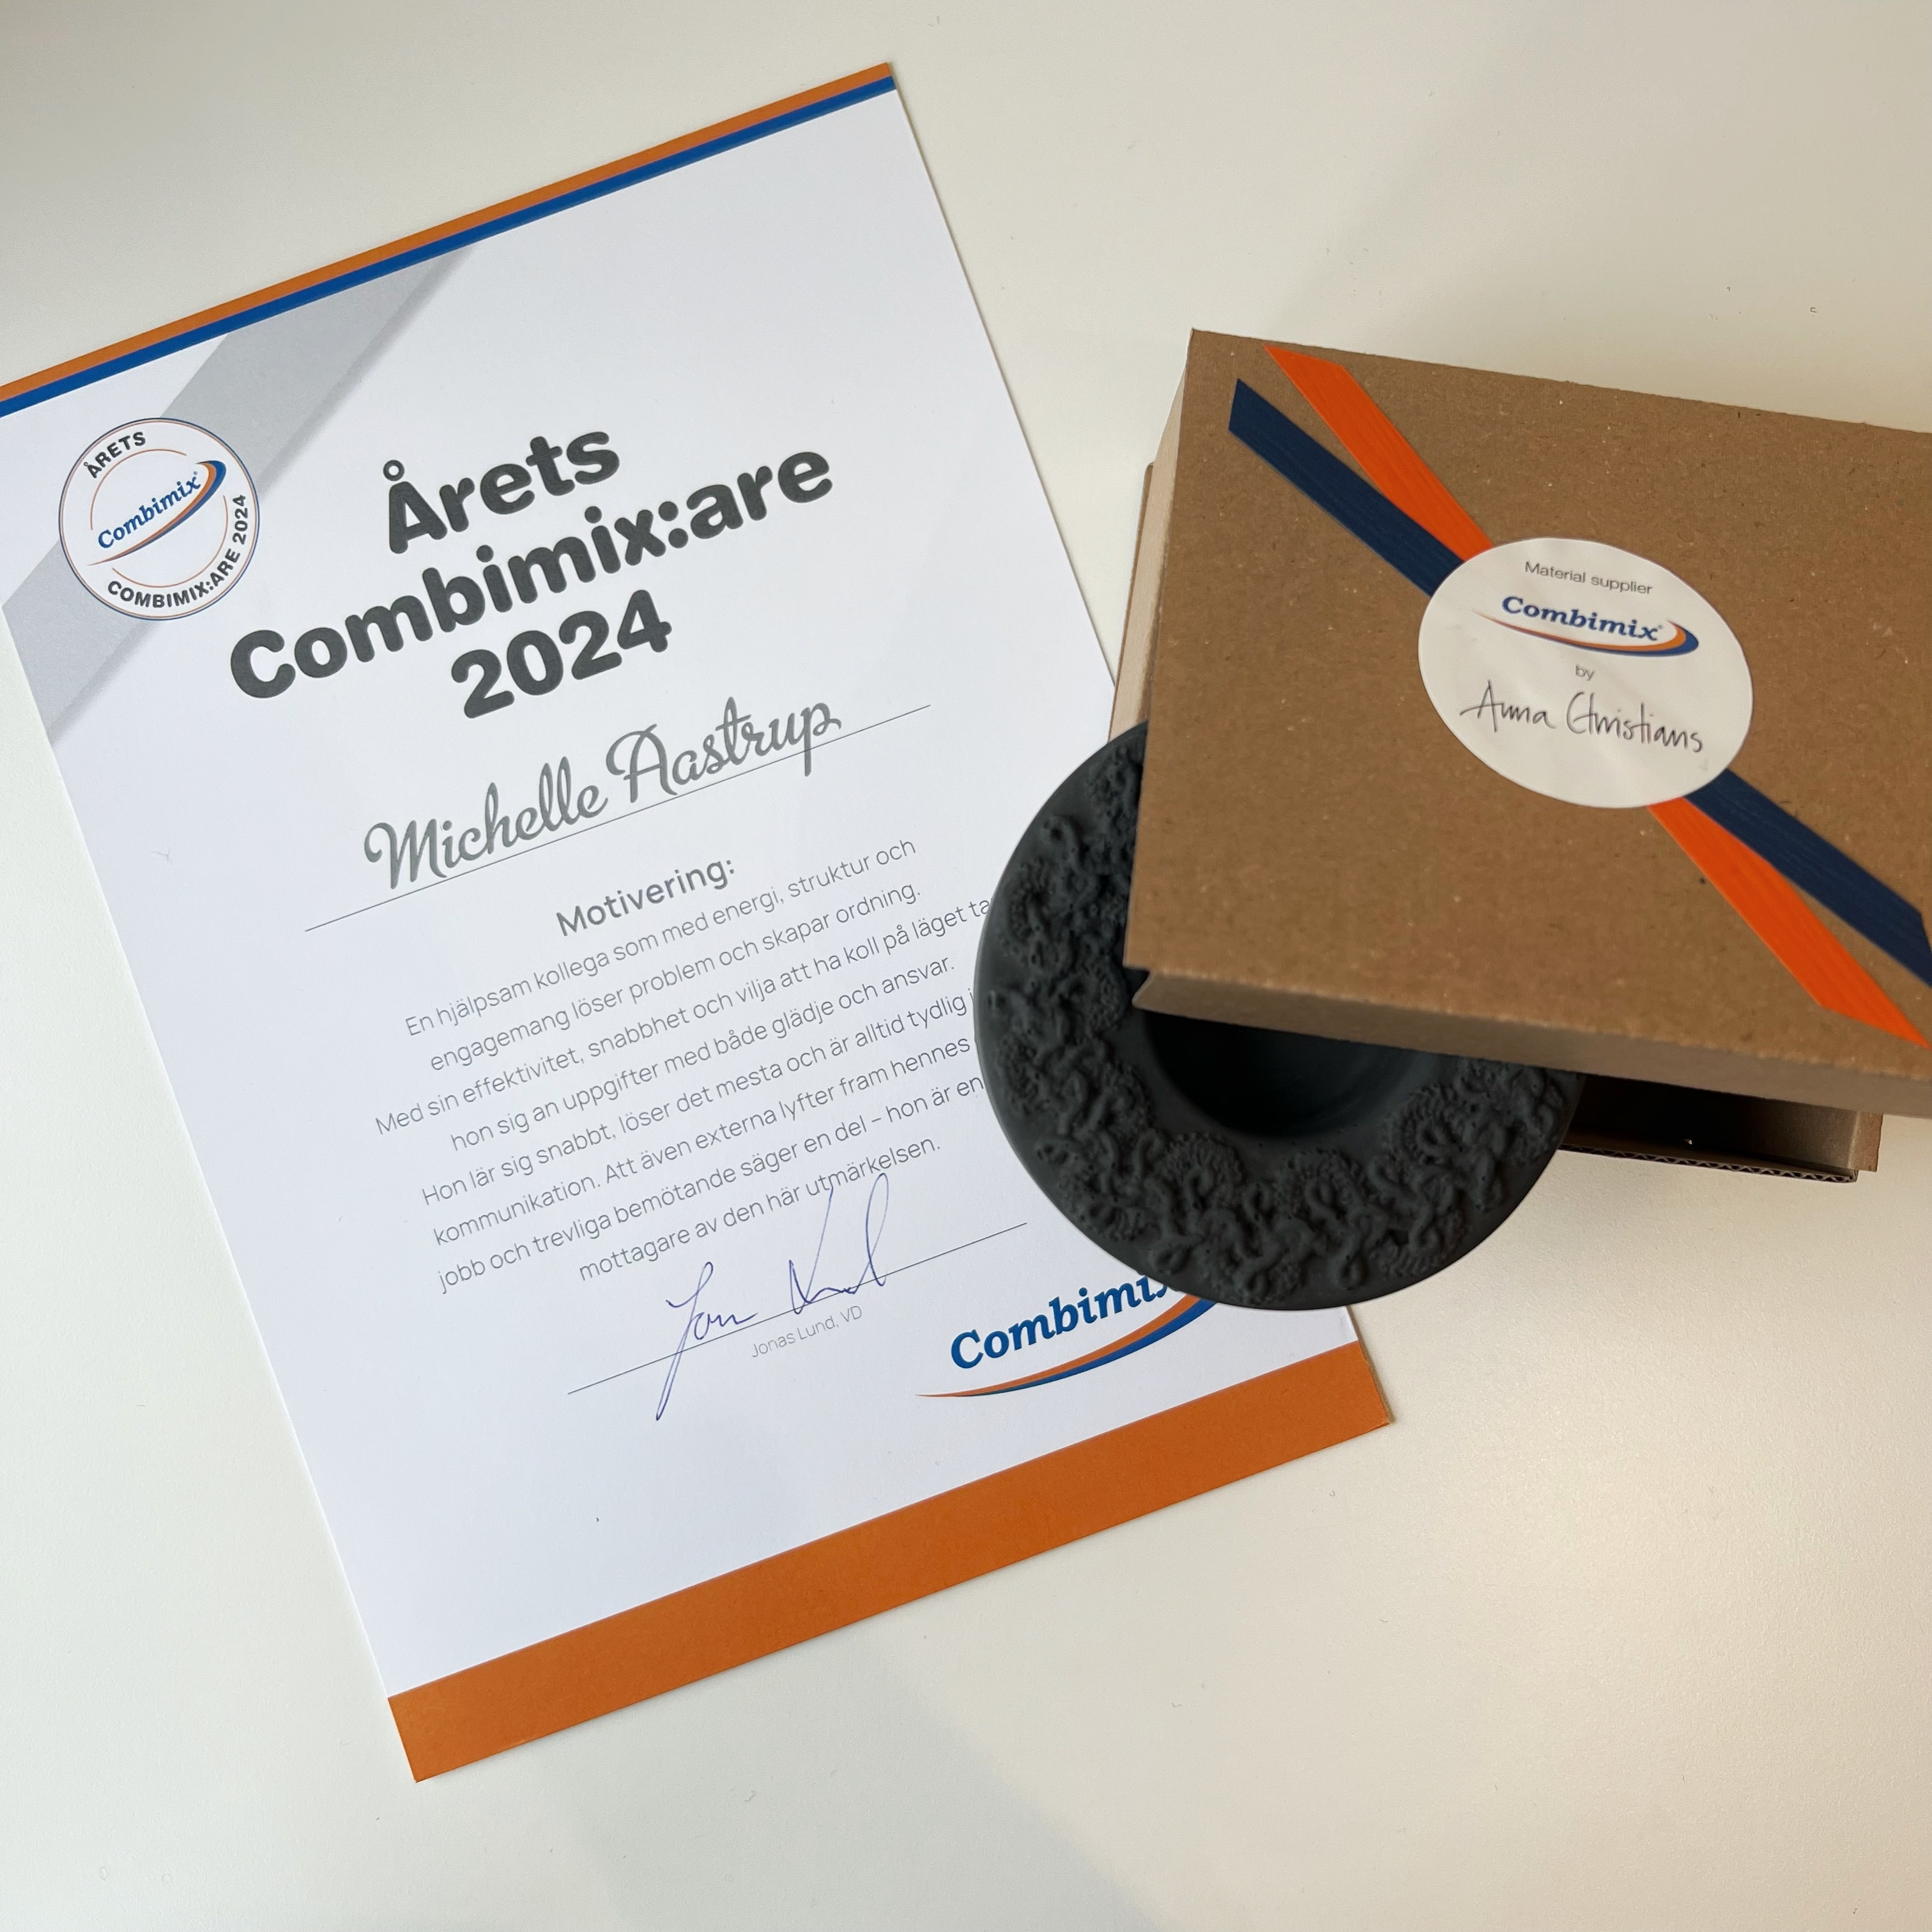 ÅRETS
Combimix®
COMBIMIX:ARE 2024
Årets
Combimix:are
2024
Michelle Aastrup
Motivering:
En hjälpsam kollega som med energi, struktur och
engagemang löser problem och skapar ordning.
Med sin effektivitet, snabbhet och vilja att ha koll på läget
hon sig an uppgifter med både glädje och ansvar.
Hon lär sig snabbt, löser det mesta och är alltid tydlig
kommunikation. Att även externa lyfter fram hennes
jobb och trevliga bemötande säger en del – hon är en
mottagare av den här utmärkelsen.
Jonas Lund, VD
Material supplier
Combimix®
by
Anna Christians